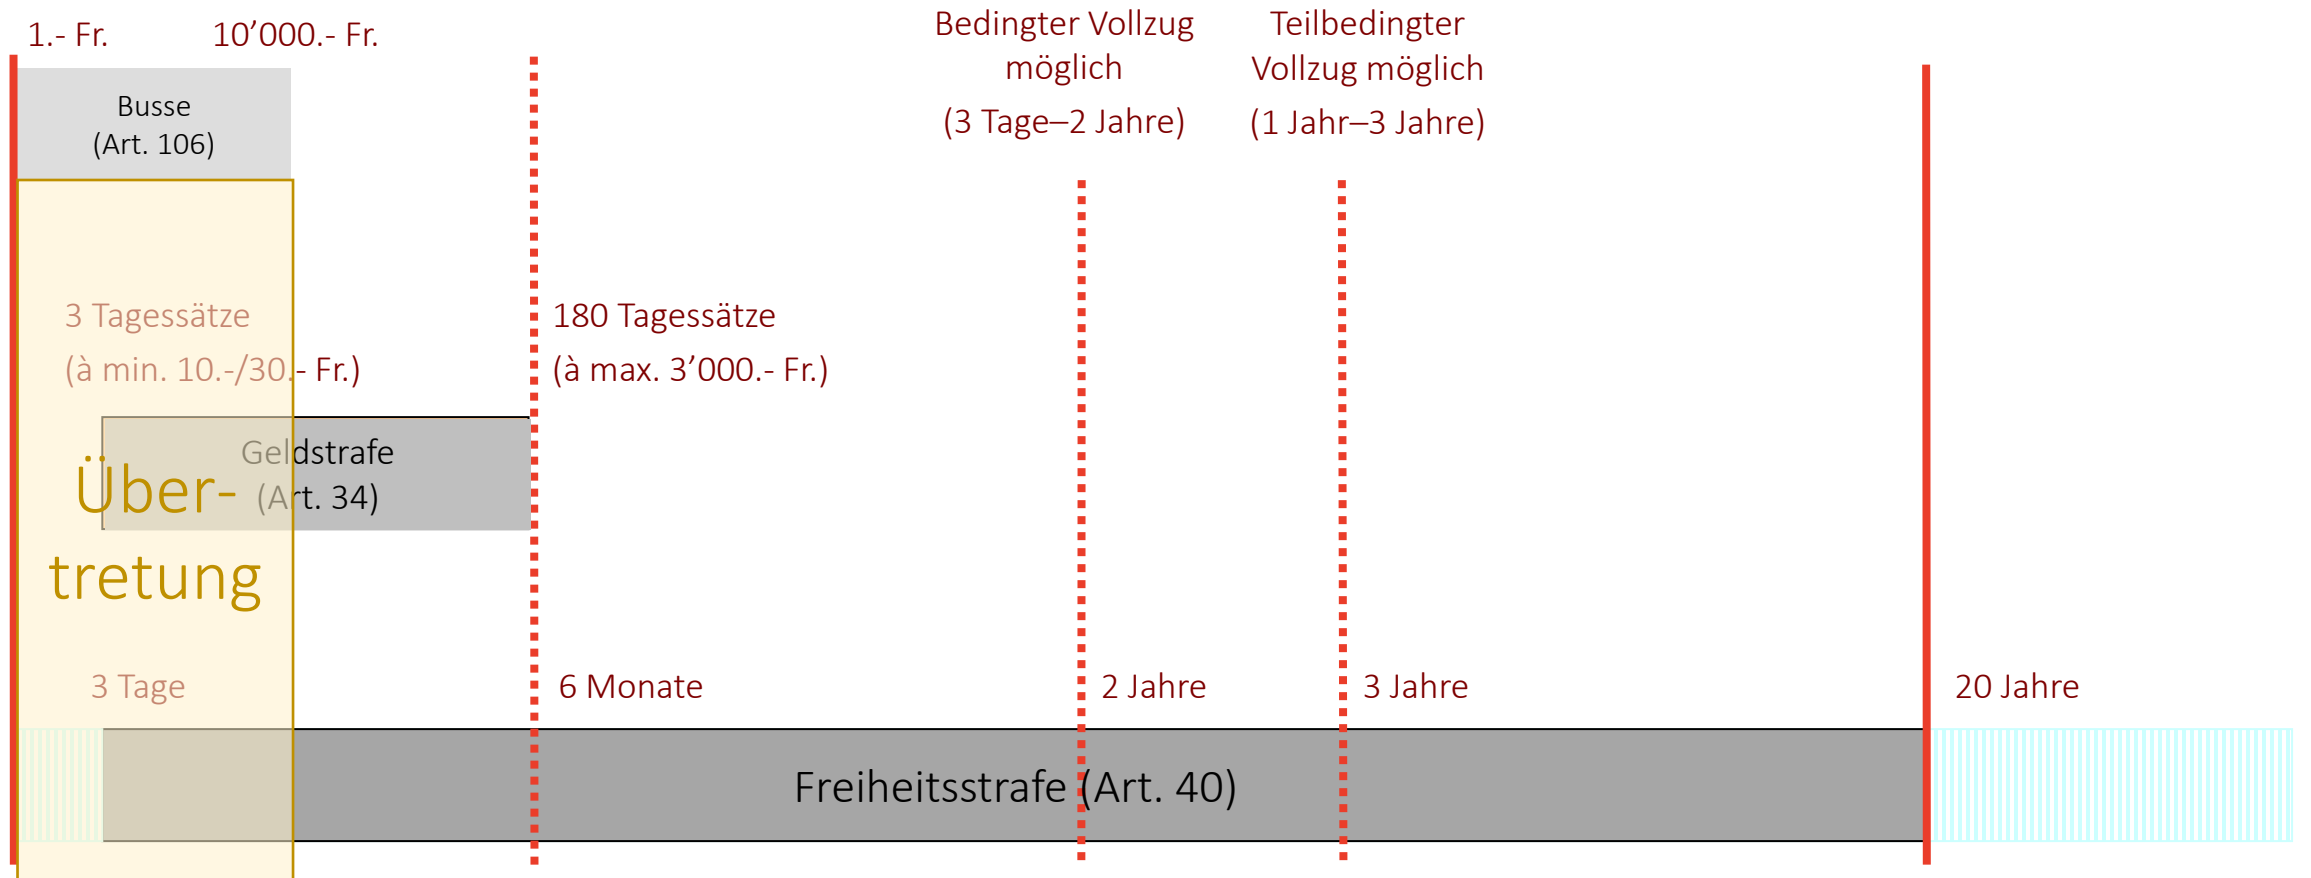 1.- Fr.
10’000.- Fr.
Bedingter Vollzug
möglich
(3 Tage–2 Jahre)
Teilbedingter
Vollzug möglich
(1 Jahr–3 Jahre)
Busse
(Art. 106)
3 Tagessätze
(à min. 10.-/30.- Fr.)
180 Tagessätze
(à max. 3’000.- Fr.)
Geldstrafe
(Art. 34)
Über-
tretung
3 Tage
6 Monate
2 Jahre
3 Jahre
20 Jahre
Freiheitsstrafe (Art. 40)